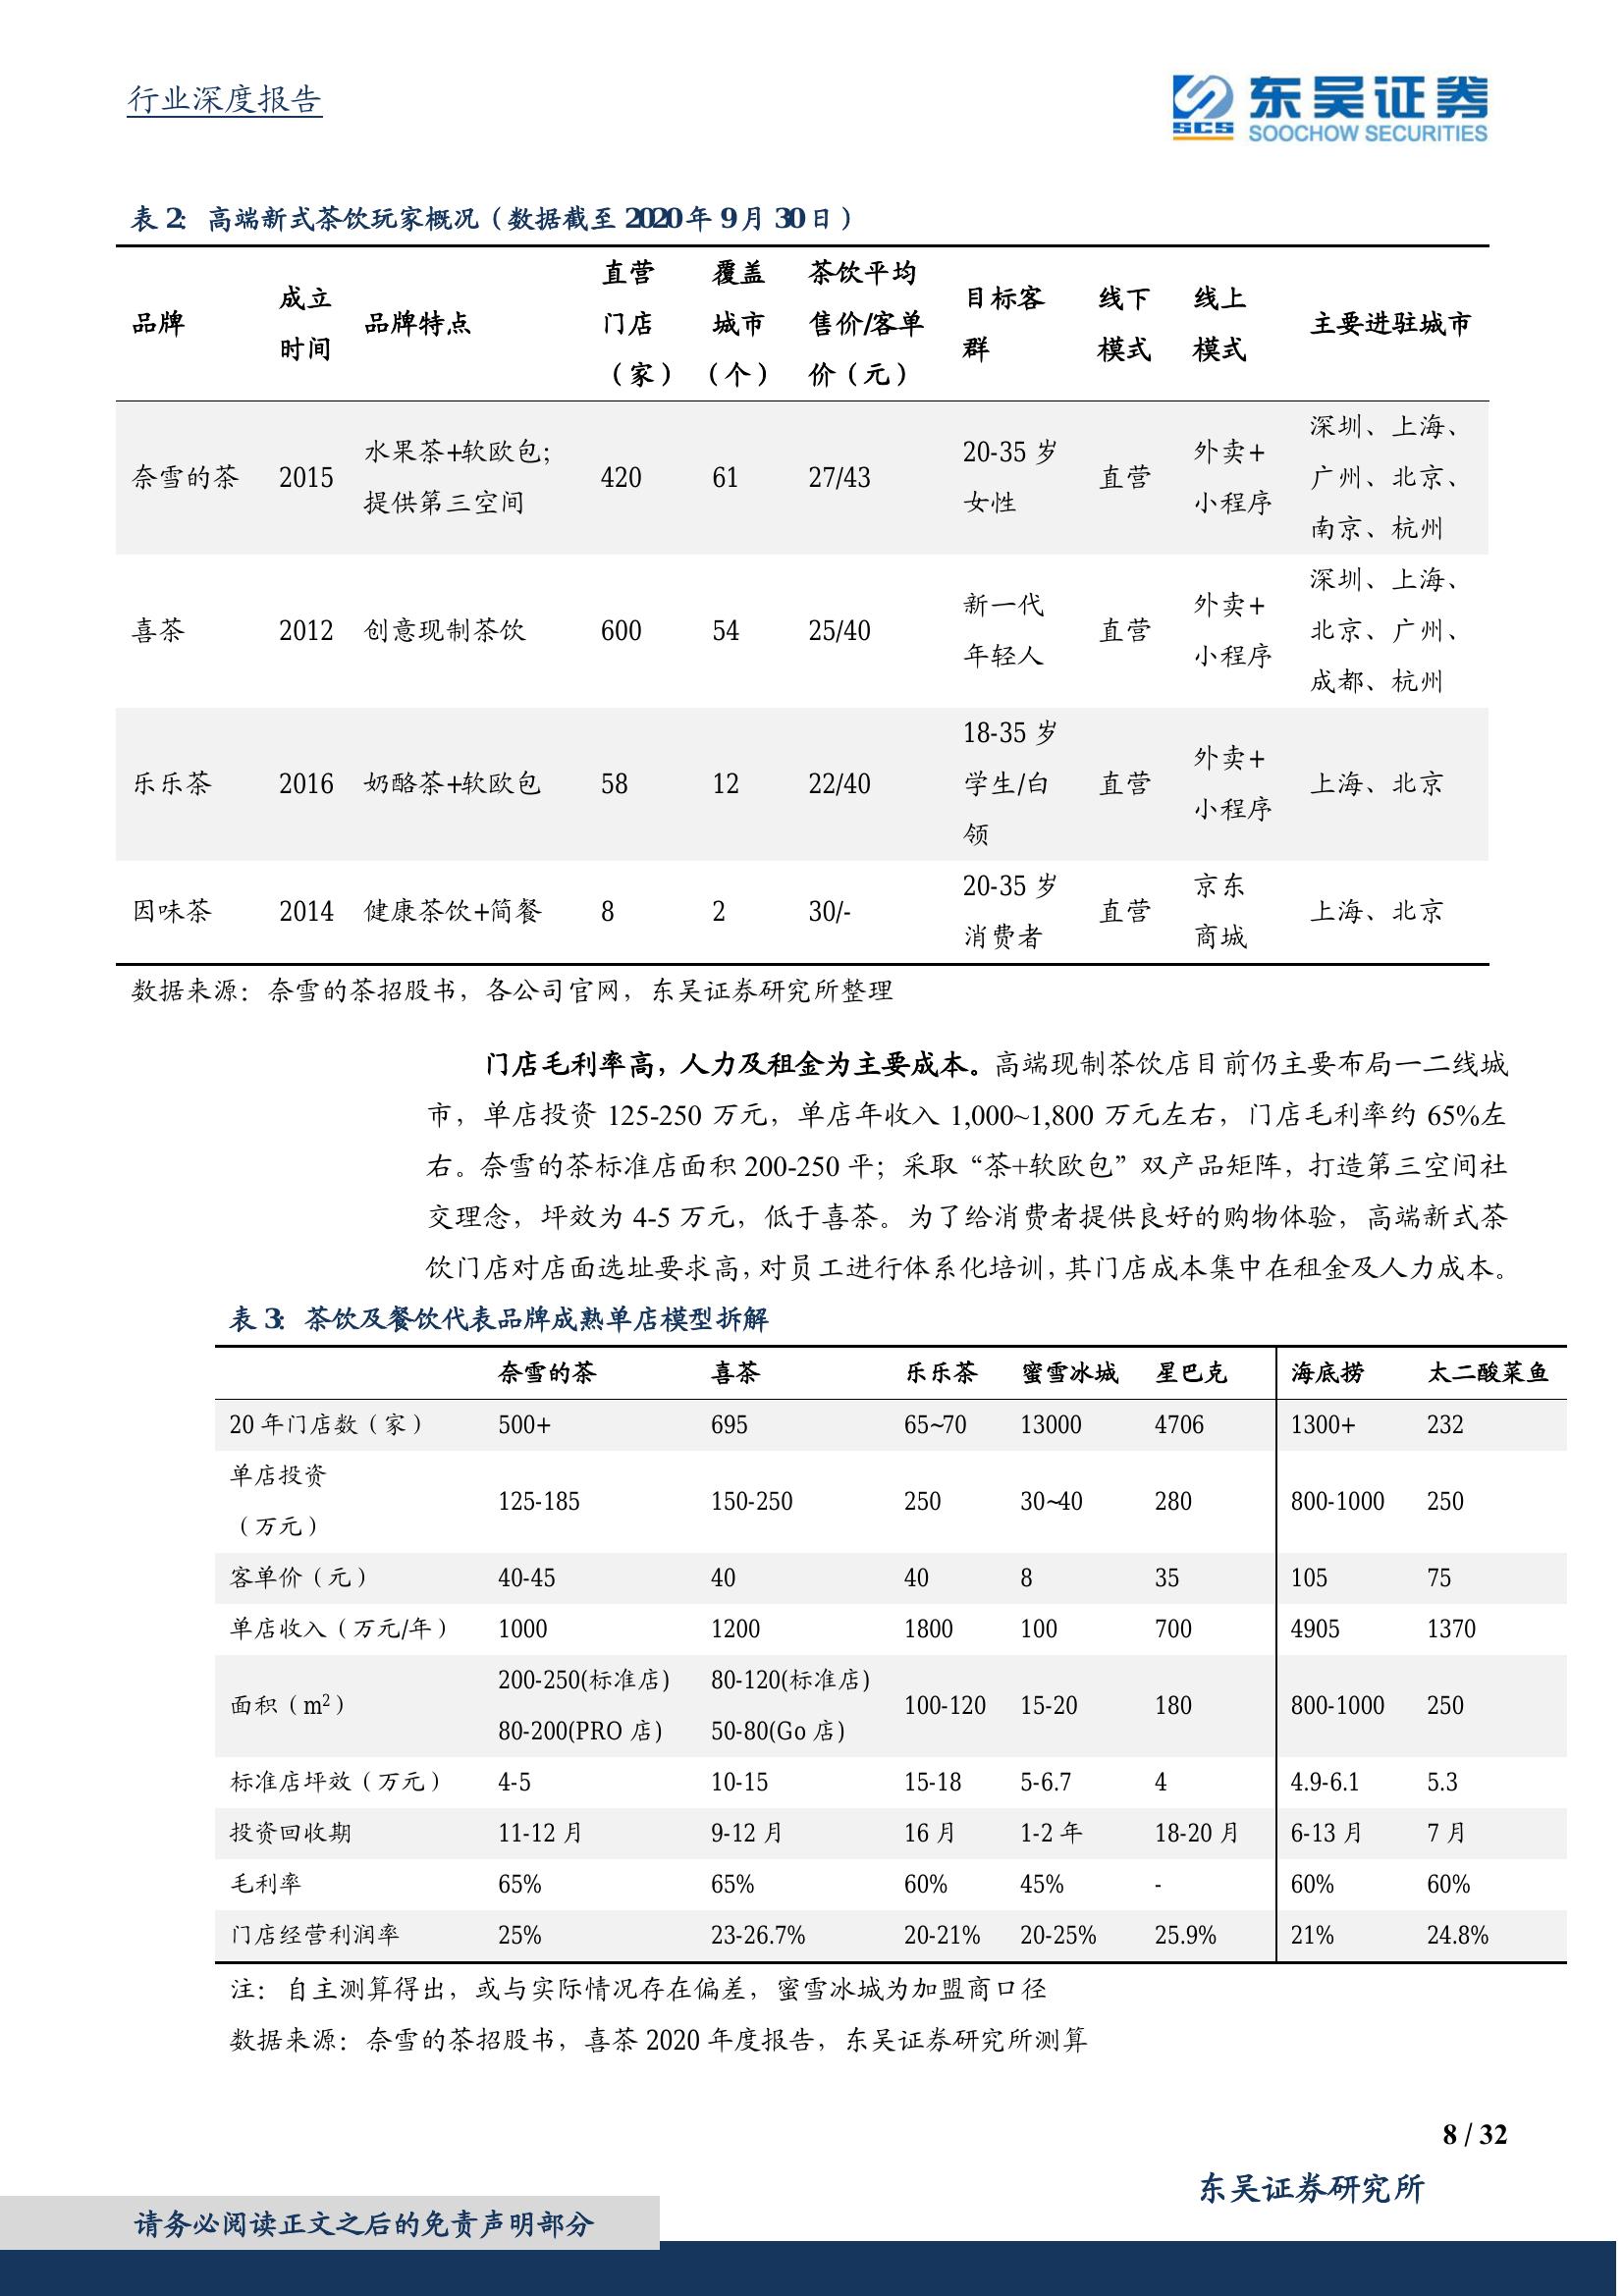 行业深度报告
SCS 东吴证券
SOOCHOW SECURITIES
表 2: 高端新式茶饮玩家概况（数据截至 2020 年 9 月 30 日）
品牌 成立时间 品牌特点 直营门店（家） 覆盖城市（个） 茶饮平均售价/客单价（元） 目标客群 线下模式 线上模式 主要进驻城市
奈雪的茶 2015 水果茶+软欧包；提供第三空间 420 61 27/43 20-35 岁女性 直营 外卖+小程序 深圳、上海、广州、北京、南京、杭州
喜茶 2012 创意现制茶饮 600 54 25/40 新一代年轻人 直营 外卖+小程序 深圳、上海、北京、广州、成都、杭州
乐乐茶 2016 奶酪茶+软欧包 58 12 22/40 18-35 岁学生/白领 直营 外卖+小程序 上海、北京
因味茶 2014 健康茶饮+简餐 8 2 30/- 20-35 岁消费者 直营 京东商城 上海、北京
数据来源：奈雪的茶招股书，各公司官网，东吴证券研究所整理
门店毛利率高，人力及租金为主要成本。高端现制茶饮店目前仍主要布局一二线城
市，单店投资 125-250 万元，单店年收入 1,000~1,800 万元左右，门店毛利率约 65%左
右。奈雪的茶标准店面积 200-250 平；采取“茶+软欧包”双产品矩阵，打造第三空间社
交理念，坪效为 4-5 万元，低于喜茶。为了给消费者提供良好的购物体验，高端新式茶
饮门店对店面选址要求高，对员工进行体系化培训，其门店成本集中在租金及人力成本。
表 3: 茶饮及餐饮代表品牌成熟单店模型拆解
奈雪的茶 喜茶 乐乐茶 蜜雪冰城 星巴克 海底捞 太二酸菜鱼
20 年门店数（家） 500+ 695 65~70 13000 4706 1300+ 232
单店投资（万元） 125-185 150-250 250 30~40 280 800-1000 250
客单价（元） 40-45 40 40 8 35 105 75
单店收入（万元/年） 1000 1200 1800 100 700 4905 1370
面积（m²） 200-250(标准店) 80-200(PRO 店) 80-120(标准店) 50-80(Go 店) 100-120 15-20 180 800-1000 250
标准店坪效（万元） 4-5 10-15 15-18 5-6.7 4 4.9-6.1 5.3
投资回收期 11-12 月 9-12 月 16 月 1-2 年 18-20 月 6-13 月 7 月
毛利率 65% 65% 60% 45% - 60% 60%
门店经营利润率 25% 23-26.7% 20-21% 20-25% 25.9% 21% 24.8%
注：自主测算得出，或与实际情况存在偏差，蜜雪冰城为加盟商口径
数据来源：奈雪的茶招股书，喜茶 2020 年度报告，东吴证券研究所测算
8 / 32
东吴证券研究所
请务必阅读正文之后的免责声明部分